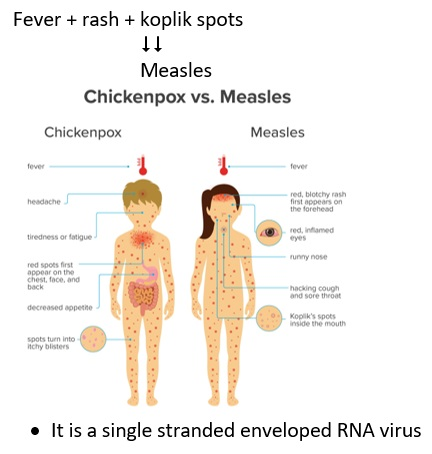 Fever + rash + koplik spots
↓↓
Measles
Chickenpox vs. Measles
Chickenpox
fever
headache
tiredness or fatigue
red spots first
appear on the
chest, face, and
back
decreased appetite
spots turn into
itchy blisters
Measles
fever
red, blotchy rash
first appears on
the forehead
red, inflamed
eyes
runny nose
hacking cough
and sore throat
Koplik's spots
inside the mouth
• It is a single stranded enveloped RNA virus